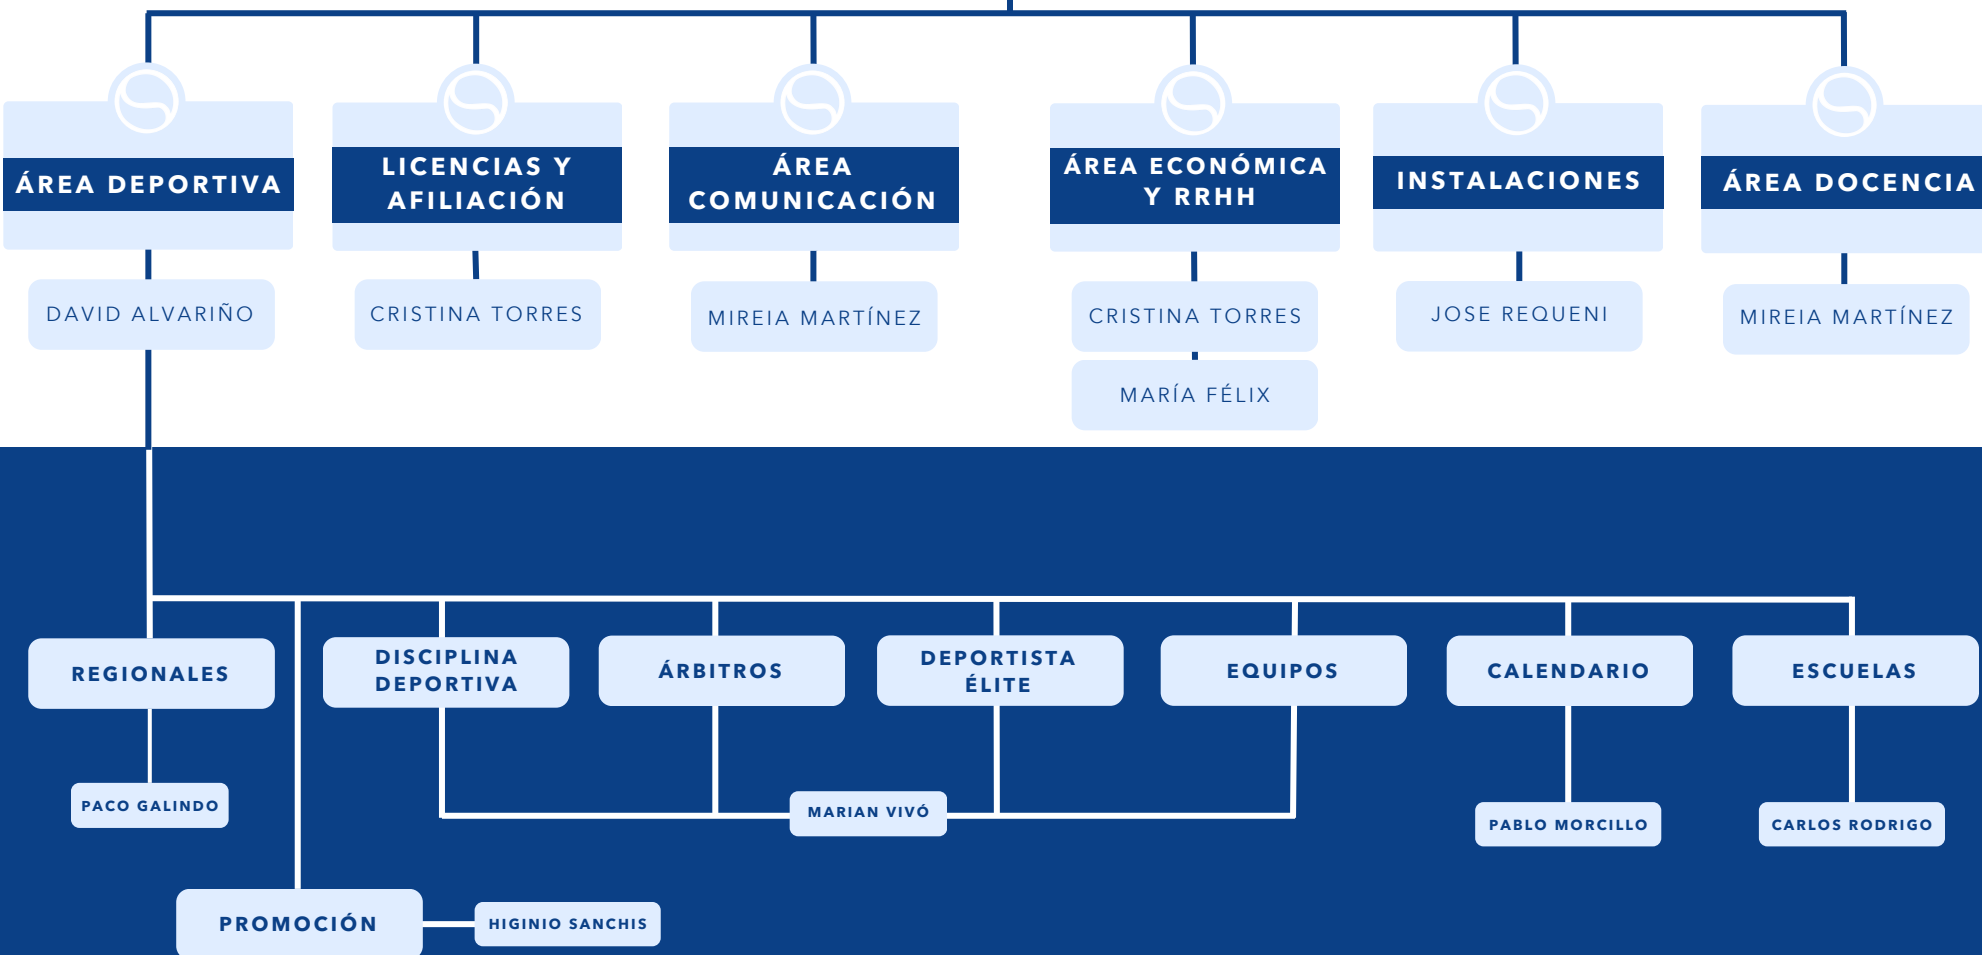 ÁREA DEPORTIVA
LICENCIAS Y
AFILIACIÓN
ÁREA
COMUNICACIÓN
ÁREA ECONÓMICA
Y RRHH
INSTALACIONES
ÁREA DOCENCIA
DAVID ALVARIÑO
CRISTINA TORRES
MIREIA MARTÍNEZ
CRISTINA TORRES
MARÍA FÉLIX
JOSE REQUENI
MIREIA MARTÍNEZ
REGIONALES
DISCIPLINA
DEPORTIVA
ÁRBITROS
DEPORTISTA
ÉLITE
EQUIPOS
CALENDARIO
ESCUELAS
PACO GALINDO
MARIAN VIVÓ
PABLO MORCILLO
CARLOS RODRIGO
PROMOCIÓN
HIGINIO SANCHIS